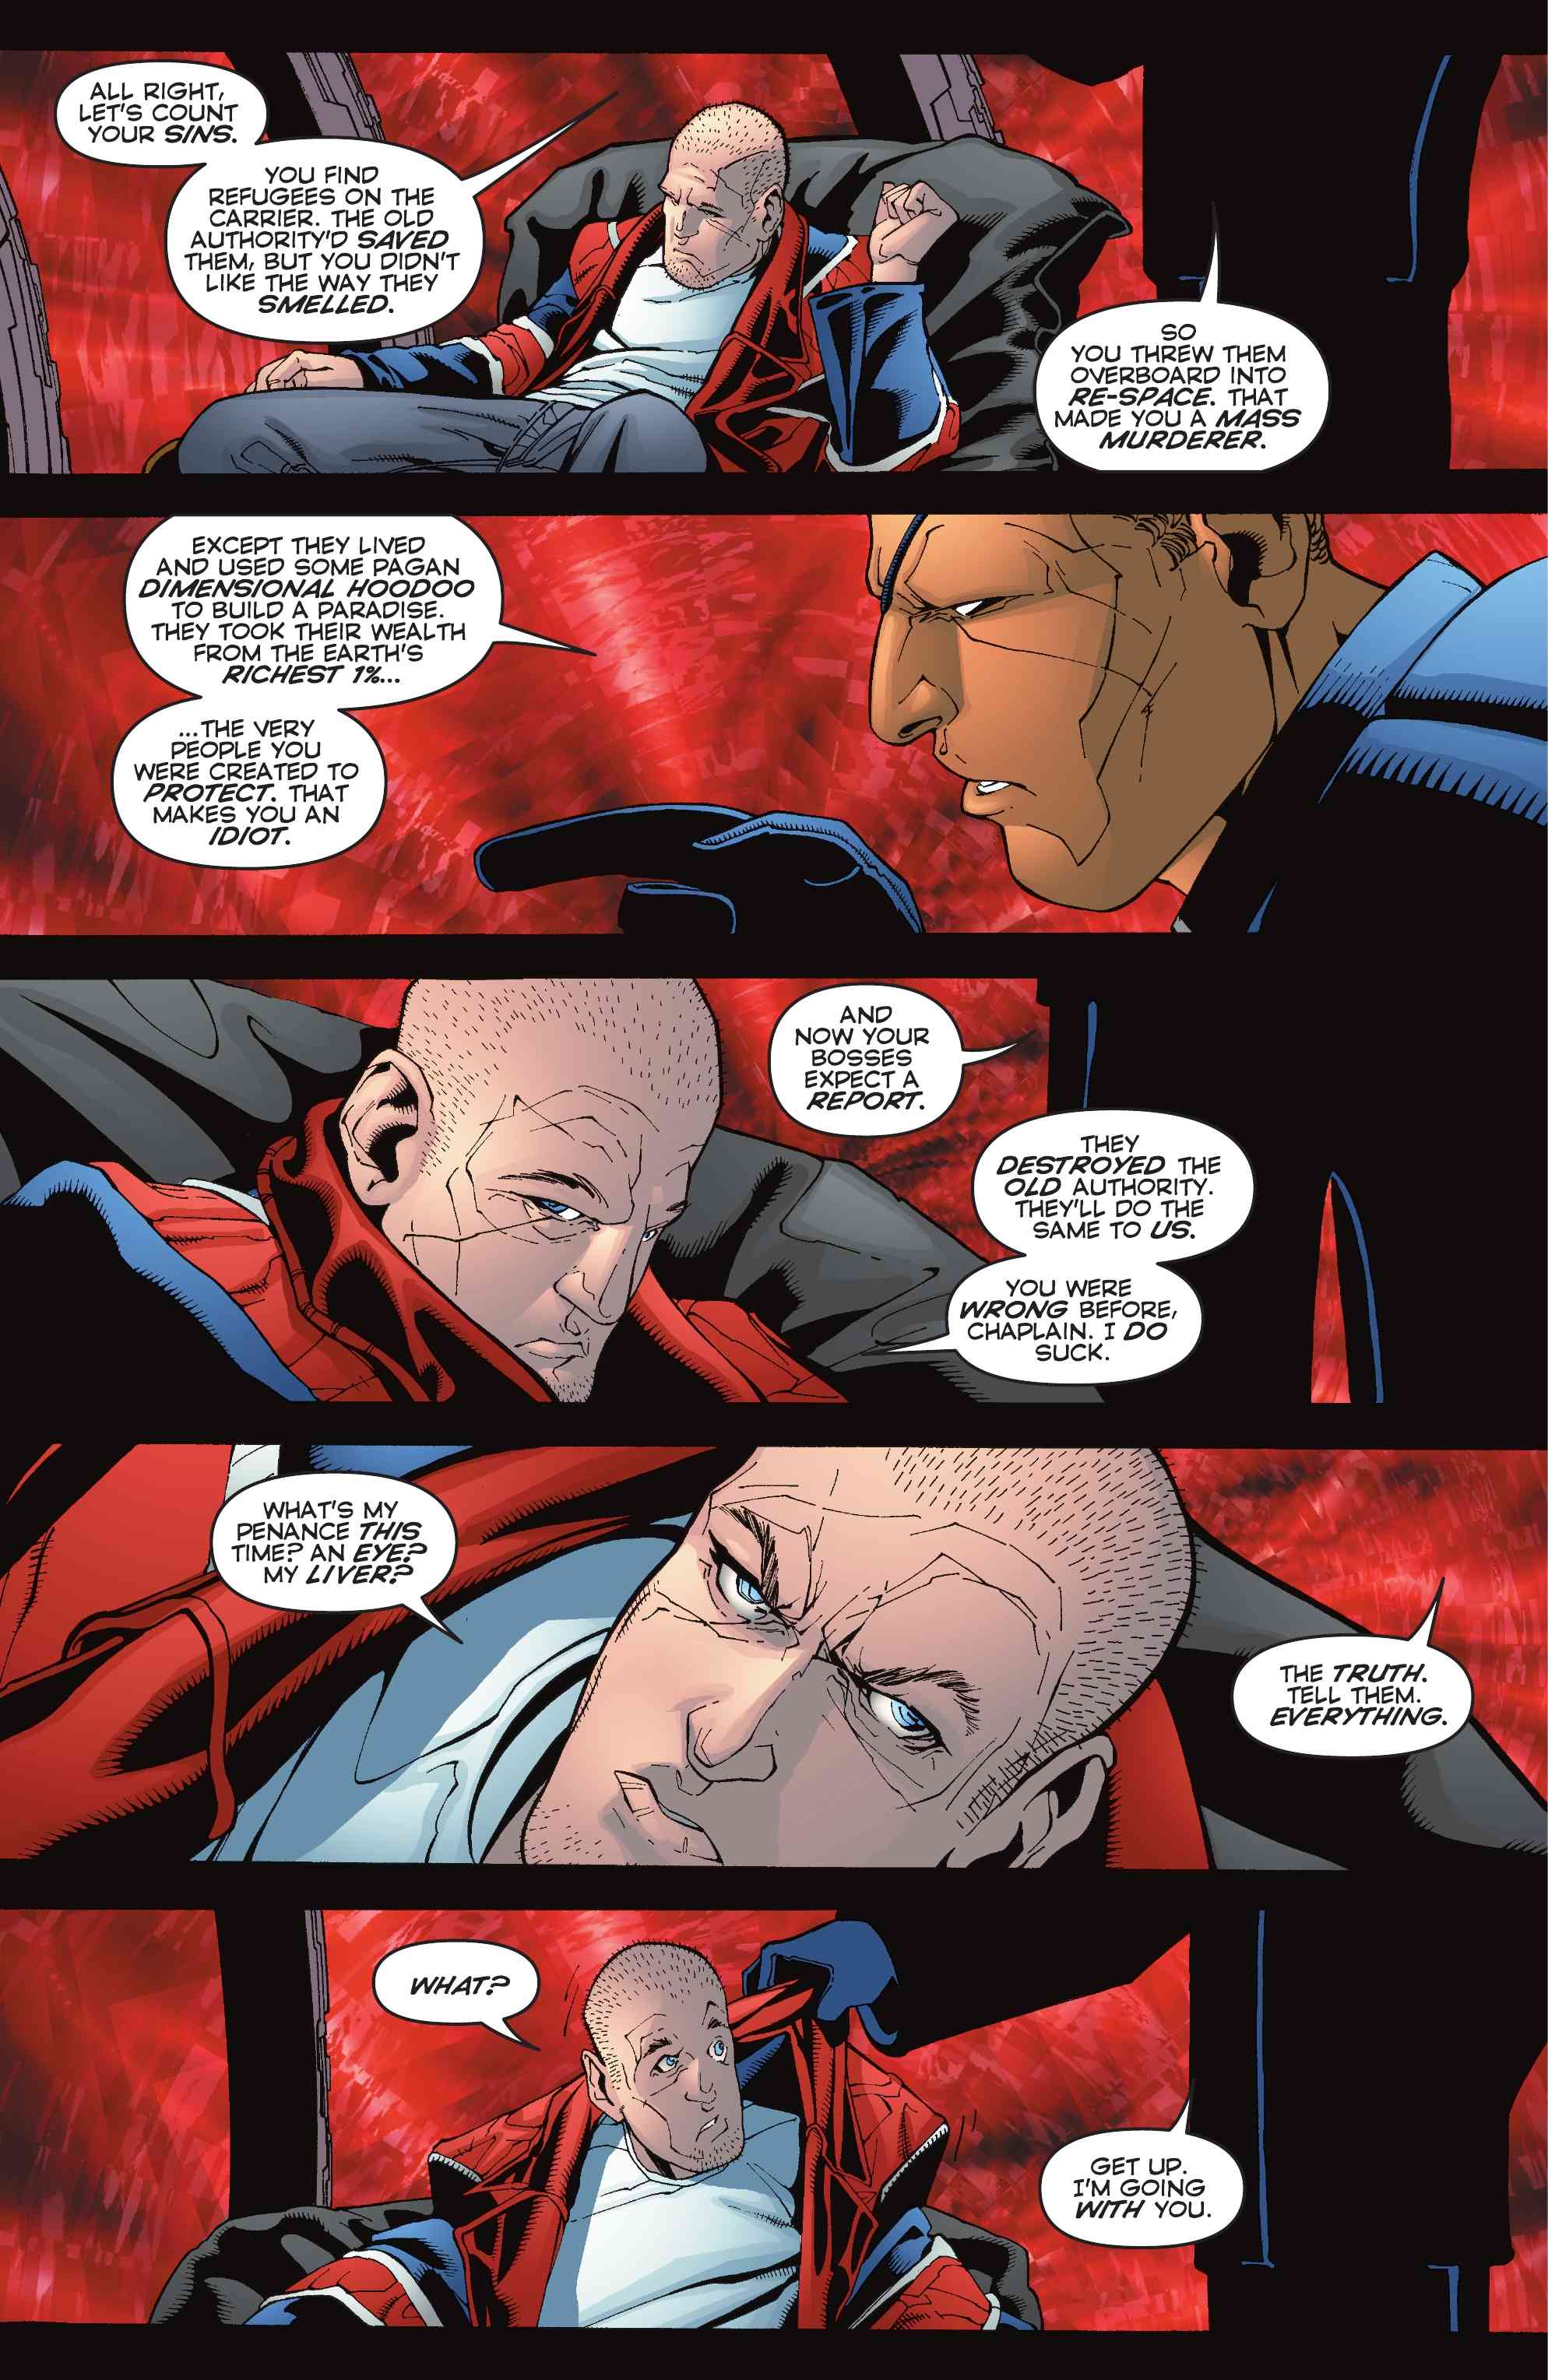 ALL RIGHT,
LET'S COUNT
YOUR SINS.
YOU FIND
REFUGEES ON THE
CARRIER. THE OLD
AUTHORITY'D SAVED
THEM, BUT YOU DIDN'T
LIKE THE WAY THEY
SMELLED.
SO
YOU THREW THEM
OVERBOARD INTO
RE-SPACE. THAT
MADE YOU A MASS
MURDERER.
EXCEPT THEY LIVED
AND USED SOME PAGAN
DIMENSIONAL HOODOO
TO BUILD A PARADISE.
THEY TOOK THEIR WEALTH
FROM THE EARTH'S
RICHEST 1%...
...THE VERY
PEOPLE YOU
WERE CREATED TO
PROTECT. THAT
MAKES YOU AN
IDIOT.
AND
NOW YOUR
BOSSES
EXPECT A
REPORT.
THEY
DESTROYED THE
OLD AUTHORITY.
THEY'LL DO THE
SAME TO US.
YOU WERE
WRONG BEFORE,
CHAPLAIN. I DO
SUCK.
WHAT'S MY
PENANCE THIS
TIME? AN EYE?
MY LIVER?
THE TRUTH.
TELL THEM.
EVERYTHING.
WHAT?
GET UP.
I'M GOING
WITH YOU.